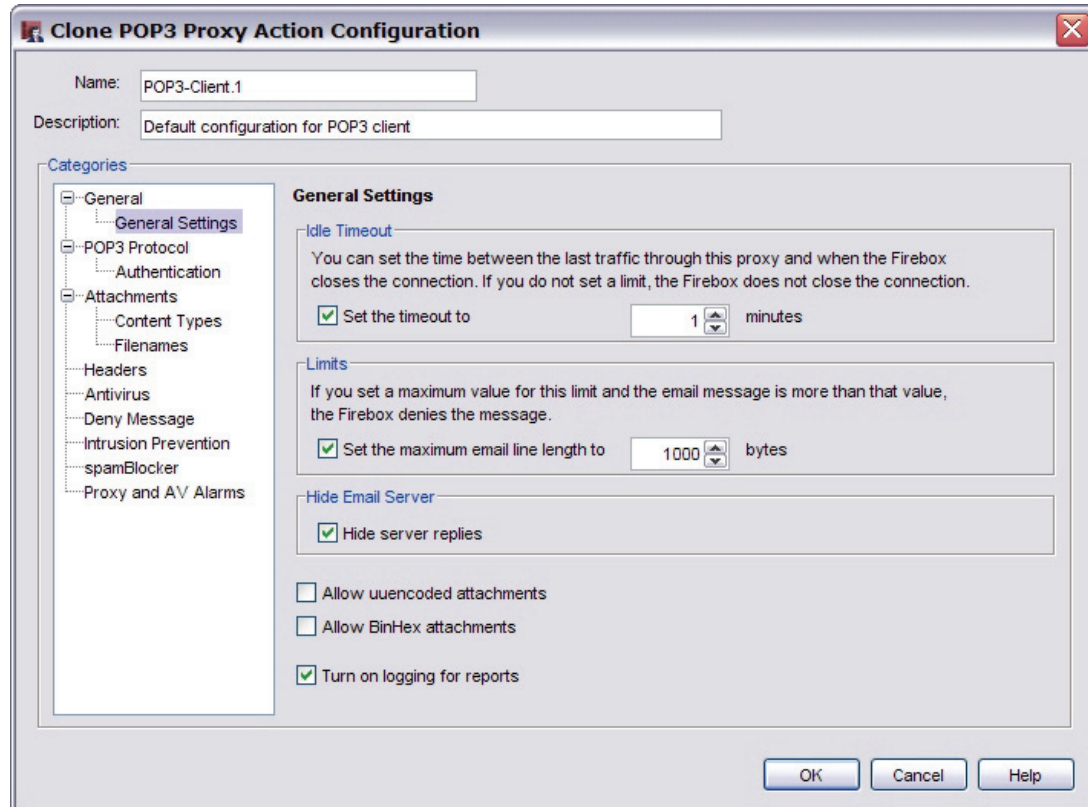 Clone POP3 Proxy Action Configuration
Name: POP3-Client.1
Description: Default configuration for POP3 client
Categories
General
General Settings
POP3 Protocol
Authentication
Attachments
Content Types
Filenames
Headers
Antivirus
Deny Message
Intrusion Prevention
spamBlocker
Proxy and AV Alarms
General Settings
Idle Timeout
You can set the time between the last traffic through this proxy and when the Firebox
closes the connection. If you do not set a limit, the Firebox does not close the connection.
Set the timeout to 1 minutes
Limits
If you set a maximum value for this limit and the email message is more than that value,
the Firebox denies the message.
Set the maximum email line length to 1000 bytes
Hide Email Server
Hide server replies
Allow uuencoded attachments
Allow BinHex attachments
Turn on logging for reports
OK Cancel Help